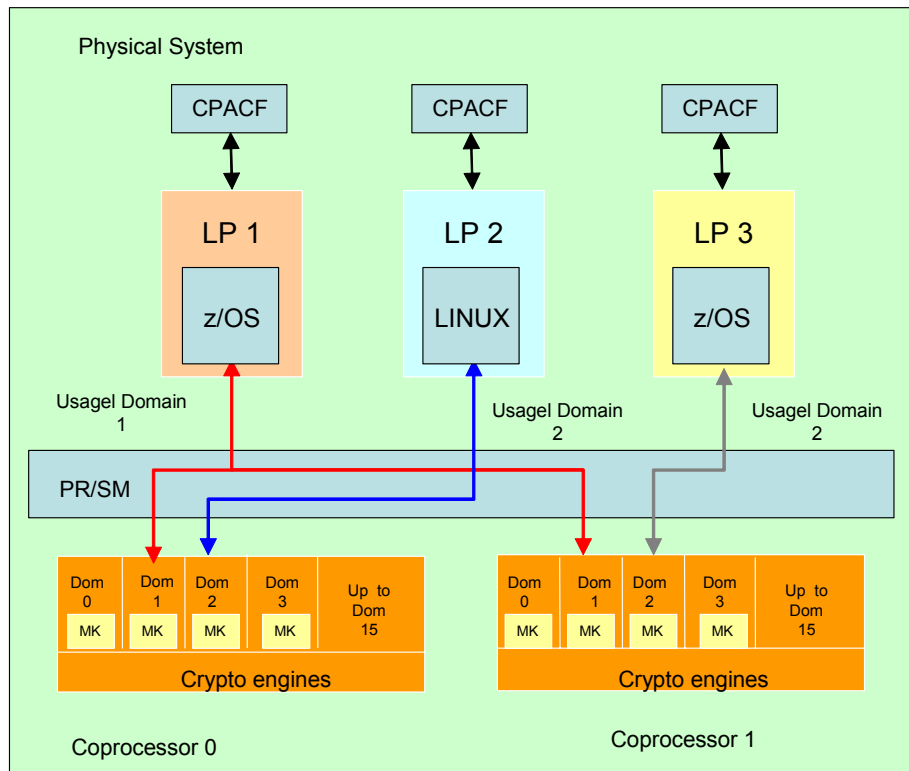 Physical System
CPACF
CPACF
CPACF
LP 1
LP 2
LP 3
z/OS
LINUX
z/OS
Usagel Domain
1
Usagel Domain
2
Usagel Domain
2
PR/SM
Dom
0
MK
Dom
1
MK
Dom
2
MK
Dom
3
MK
Up to
Dom
15
Crypto engines
Dom
0
MK
Dom
1
MK
Dom
2
MK
Dom
3
MK
Up to
Dom
15
Crypto engines
Coprocessor 0
Coprocessor 1